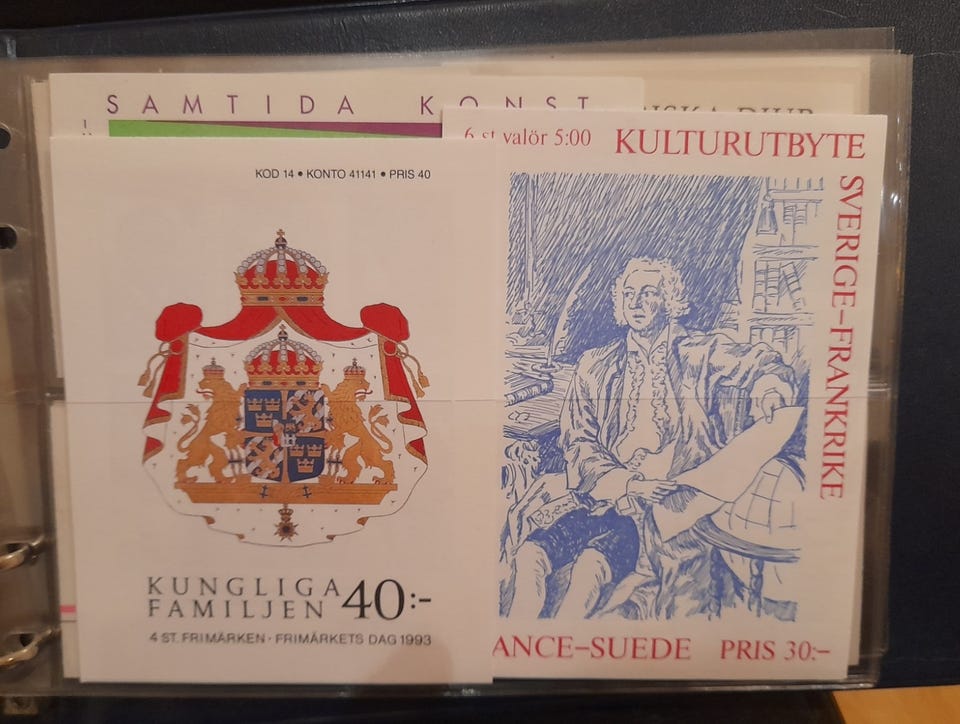 SAMTIDA KONST
DJUR
KOD 14 • KONTO 41141 • PRIS 40
KUNGLIGA
FAMILJEN 40:-
4 ST. FRIMÄRKEN · FRIMÄRKETS DAG 1993
6 st valör 5:00 KULTURUTBYTE
SVERIGE–FRANKRIKE
ANCE–SUEDE PRIS 30:-